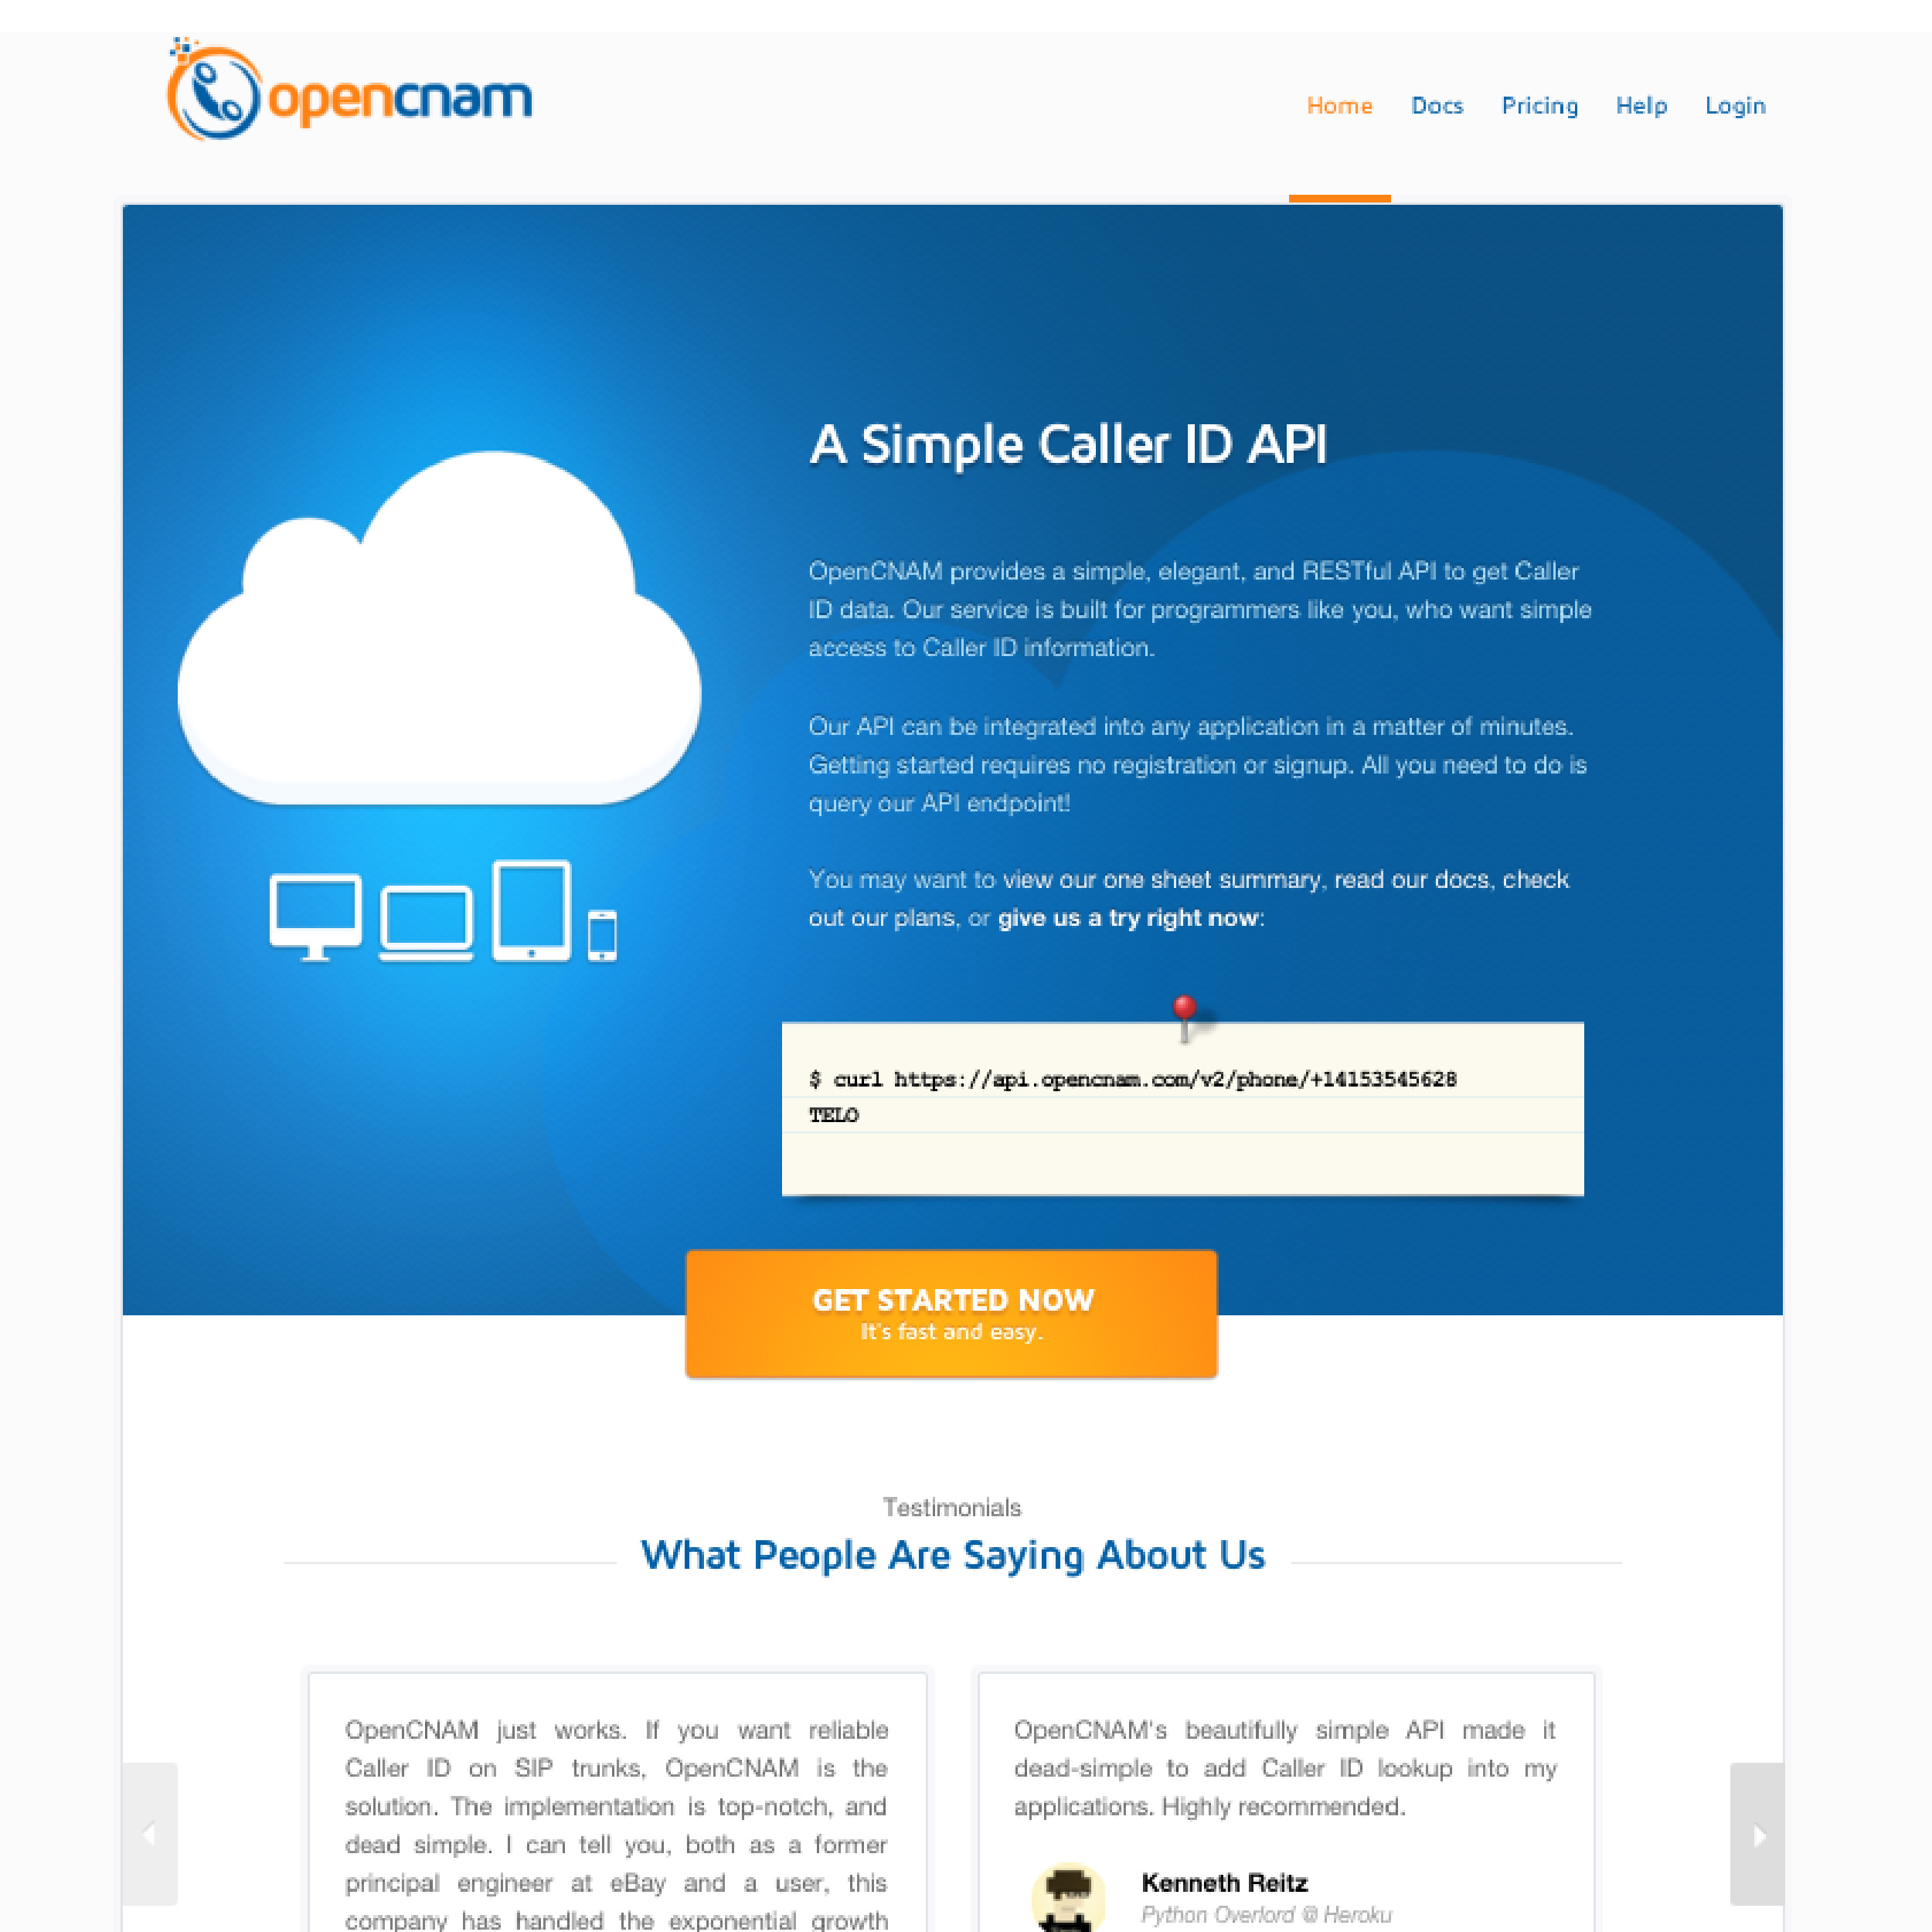 opencnam
Home Docs Pricing Help Login
A Simple Caller ID API
OpenCNAM provides a simple, elegant, and RESTful API to get Caller
ID data. Our service is built for programmers like you, who want simple
access to Caller ID information.
Our API can be integrated into any application in a matter of minutes.
Getting started requires no registration or signup. All you need to do is
query our API endpoint!
You may want to view our one sheet summary, read our docs, check
out our plans, or give us a try right now:
$ curl https://api.opencnam.com/v2/phone/+14153545628
TELO
GET STARTED NOW
It's fast and easy.
Testimonials
What People Are Saying About Us
OpenCNAM just works. If you want reliable
Caller ID on SIP trunks, OpenCNAM is the
solution. The implementation is top-notch, and
dead simple. I can tell you, both as a former
principal engineer at eBay and a user, this
company has handled the exponential growth
OpenCNAM's beautifully simple API made it
dead-simple to add Caller ID lookup into my
applications. Highly recommended.
Kenneth Reitz
Python Overlord @ Heroku